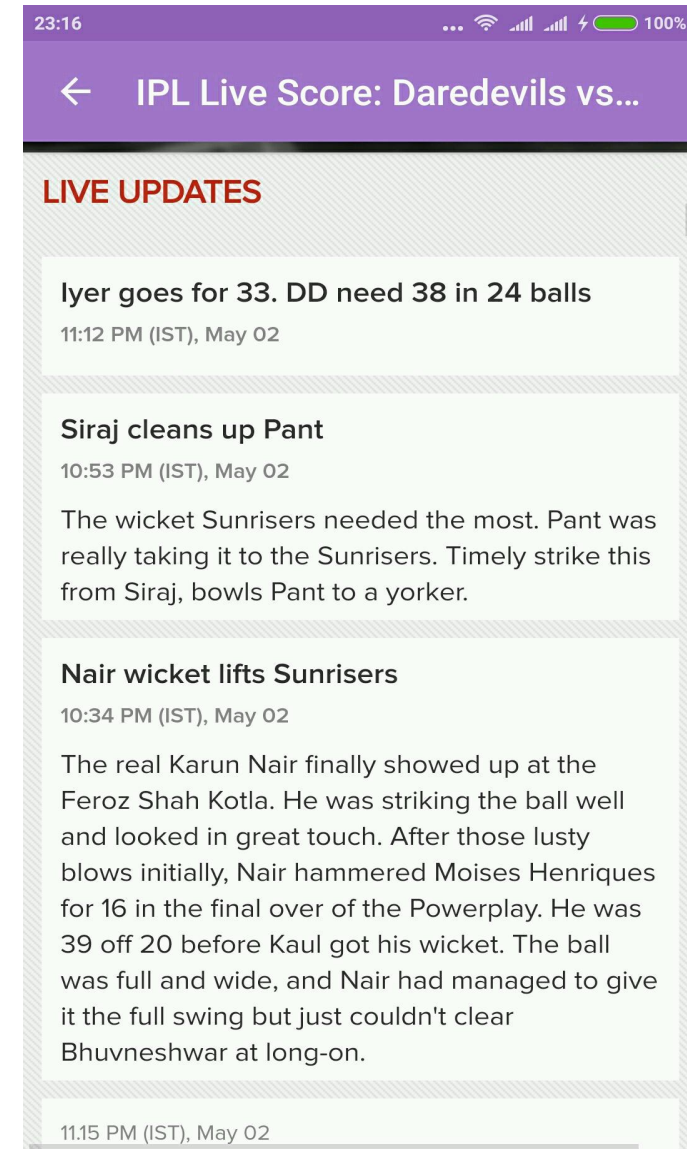 23:16
... 100%
IPL Live Score: Daredevils vs...
LIVE UPDATES
Iyer goes for 33. DD need 38 in 24 balls
11:12 PM (IST), May 02
Siraj cleans up Pant
10:53 PM (IST), May 02
The wicket Sunrisers needed the most. Pant was
really taking it to the Sunrisers. Timely strike this
from Siraj, bowls Pant to a yorker.
Nair wicket lifts Sunrisers
10:34 PM (IST), May 02
The real Karun Nair finally showed up at the
Feroz Shah Kotla. He was striking the ball well
and looked in great touch. After those lusty
blows initially, Nair hammered Moises Henriques
for 16 in the final over of the Powerplay. He was
39 off 20 before Kaul got his wicket. The ball
was full and wide, and Nair had managed to give
it the full swing but just couldn't clear
Bhuvneshwar at long-on.
11.15 PM (IST), May 02